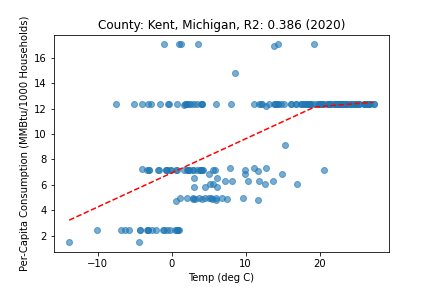 County: Kent, Michigan, R2: 0.386 (2020)
Per-Capita Consumption (MMBtu/1000 Households)
16
14
12
10
8
6
4
2
−10 0 10 20
Temp (deg C)